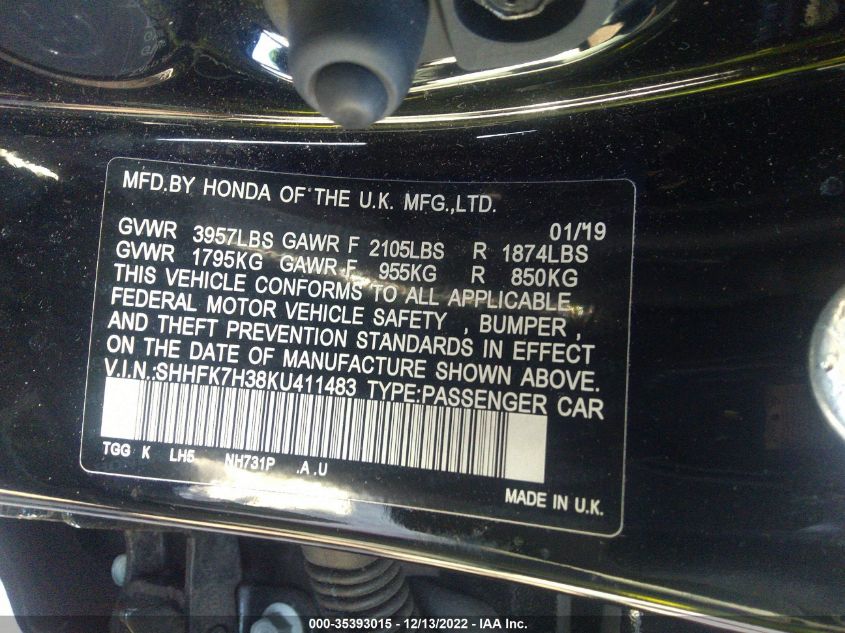 MFD.BY HONDA OF THE U.K. MFG.,LTD.
01/19
GVWR 3957LBS GAWR F 2105LBS R 1874LBS
GVWR 1795KG GAWR F 955KG R 850KG
THIS VEHICLE CONFORMS TO ALL APPLICABLE
FEDERAL MOTOR VEHICLE SAFETY , BUMPER ,
AND THEFT PREVENTION STANDARDS IN EFFECT
ON THE DATE OF MANUFACTURE SHOWN ABOVE.
V.I.N.:SHHFK7H38KU411483 TYPE:PASSENGER CAR
TGG K LH5 NH731P .A .U
MADE IN U.K.
000-35393015 - 12/13/2022 - IAA Inc.